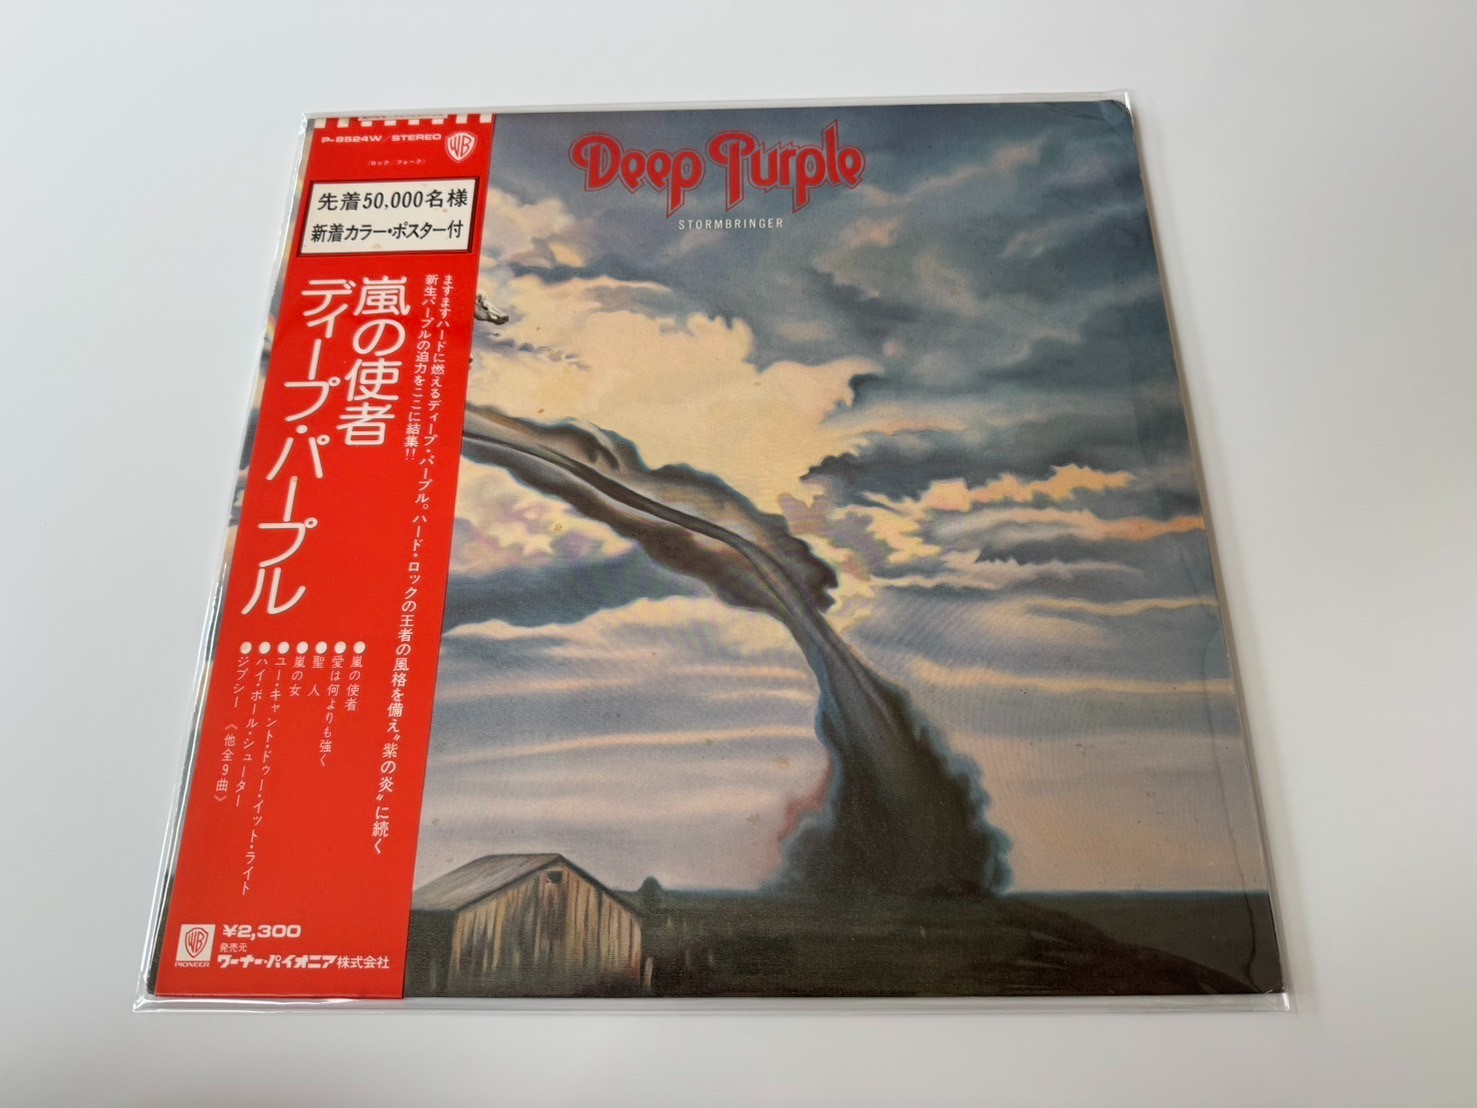 P-8524W/STEREO
WB
(ロック/フォーク)
先着50,000名様
新着カラー・ポスター付
Deep Purple
STORMBRINGER
ますますハードに燃えるディープ・パープル。ハード・ロックの王者の風格を備え〝紫の炎〟に続く
新生パープルの迫力をここに結集!!
嵐の使者
ディープ・パープル
●嵐の使者
●愛は何よりも強く
●聖人
●嵐の女
●ユー・キャント・ドゥー・イット・ライト
●ハイ・ボール・シューター
●ジプシー 《他全9曲》
WB
PIONEER
¥2,300
発売元
ワーナー・パイオニア株式会社